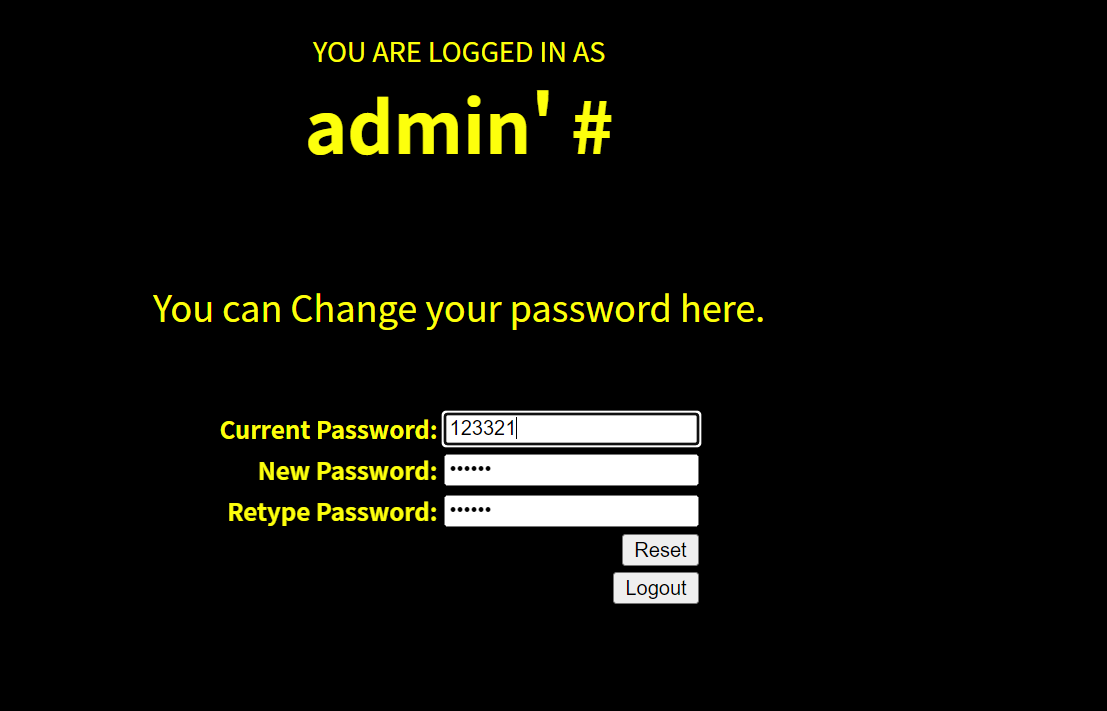 YOU ARE LOGGED IN AS
admin' #
You can Change your password here.
Current Password: 123321
New Password: ••••••
Retype Password: ••••••
Reset
Logout